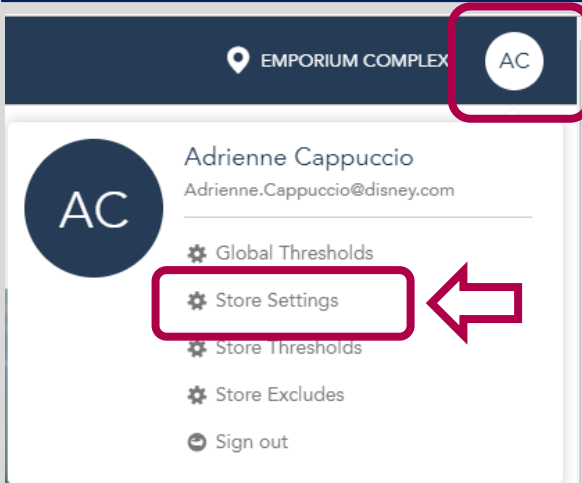 EMPORIUM COMPLEX
AC
AC
Adrienne Cappuccio
Adrienne.Cappuccio@disney.com
Global Thresholds
Store Settings
Store Thresholds
Store Excludes
Sign out